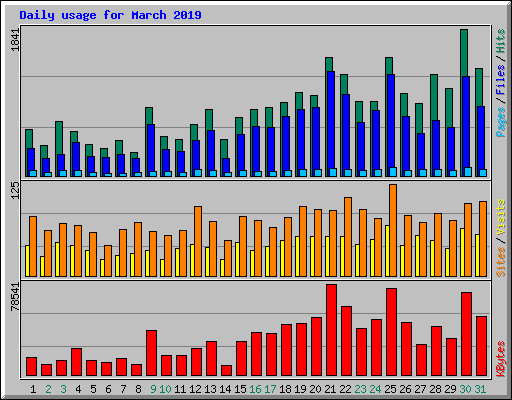 Daily usage for March 2019
1841
Pages / Files / Hits
125
Sites / Visits
78541
KBytes
1 2 3 4 5 6 7 8 9 10 11 12 13 14 15 16 17 18 19 20 21 22 23 24 25 26 27 28 29 30 31